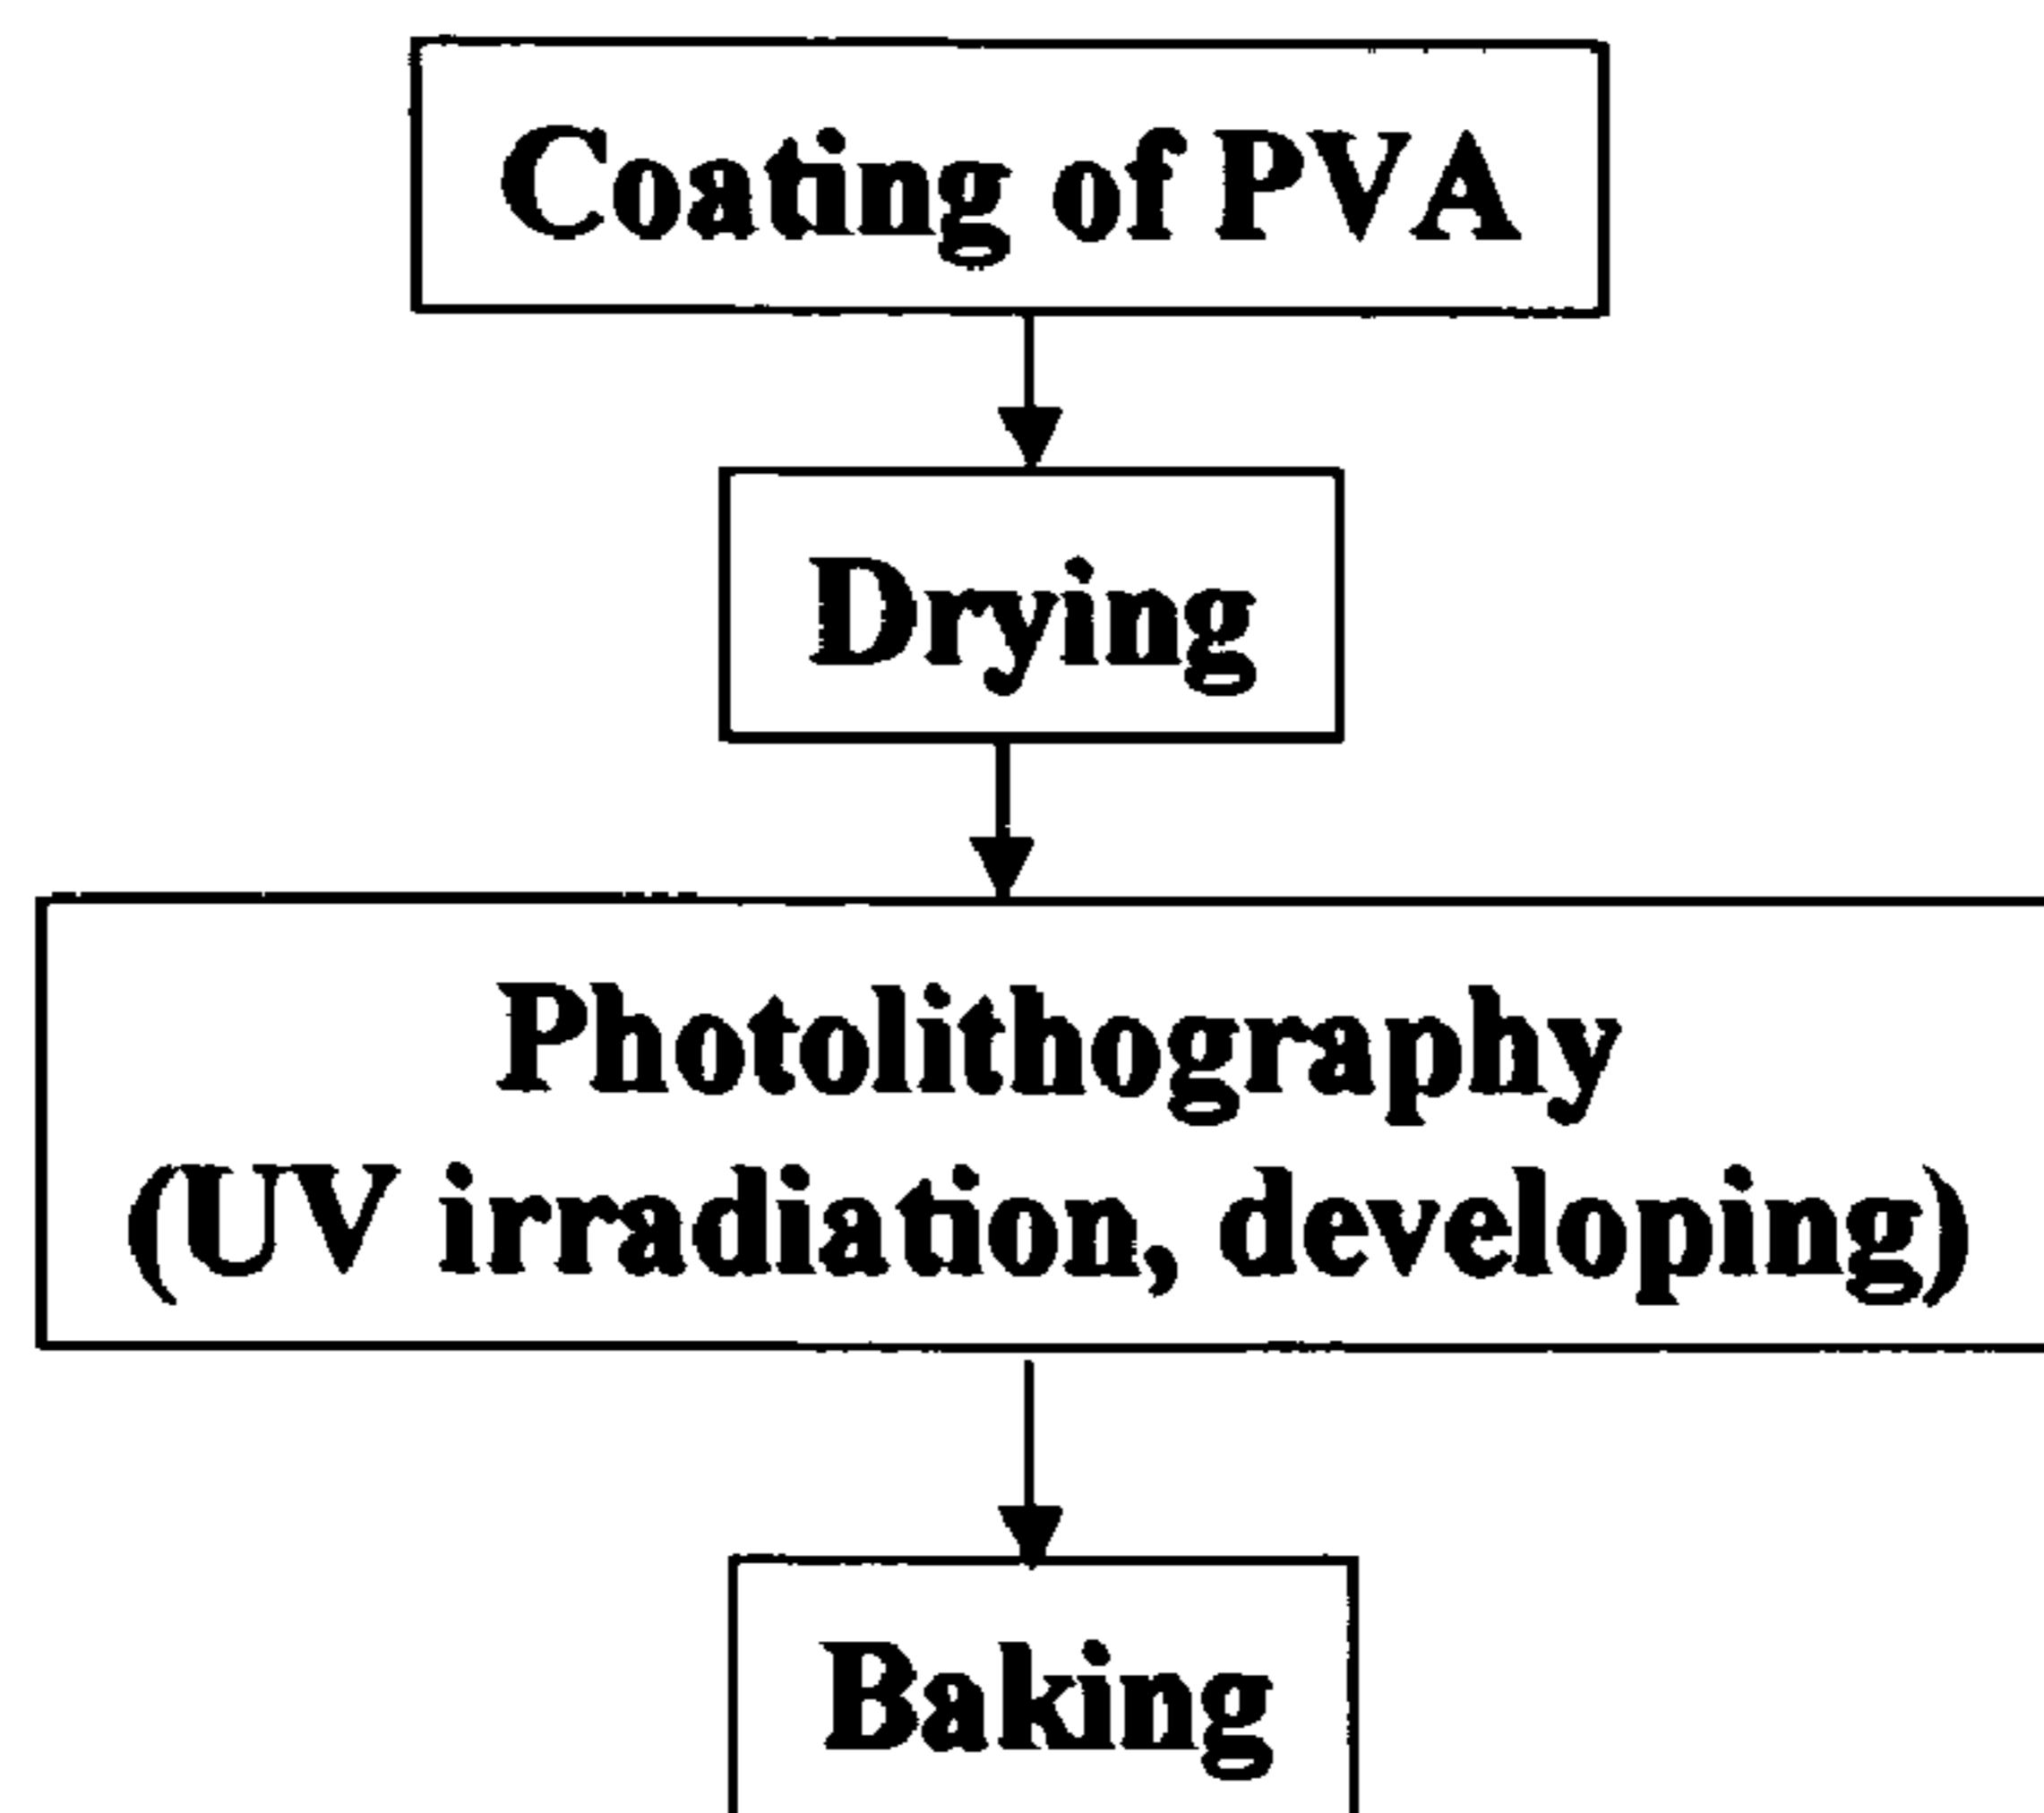 Coating of PVA
Drying
Photolithography
(UV irradiation, developing)
Baking